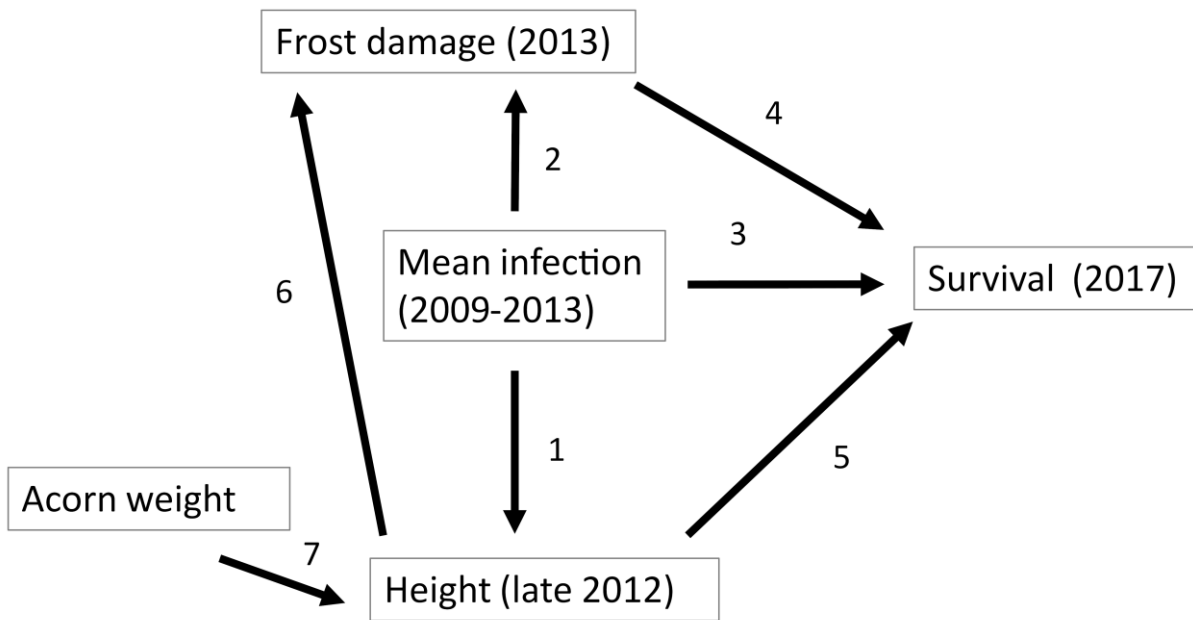 Frost damage (2013)
4
2
3
Mean infection
(2009-2013)
Survival (2017)
6
1
5
Acorn weight
7
Height (late 2012)